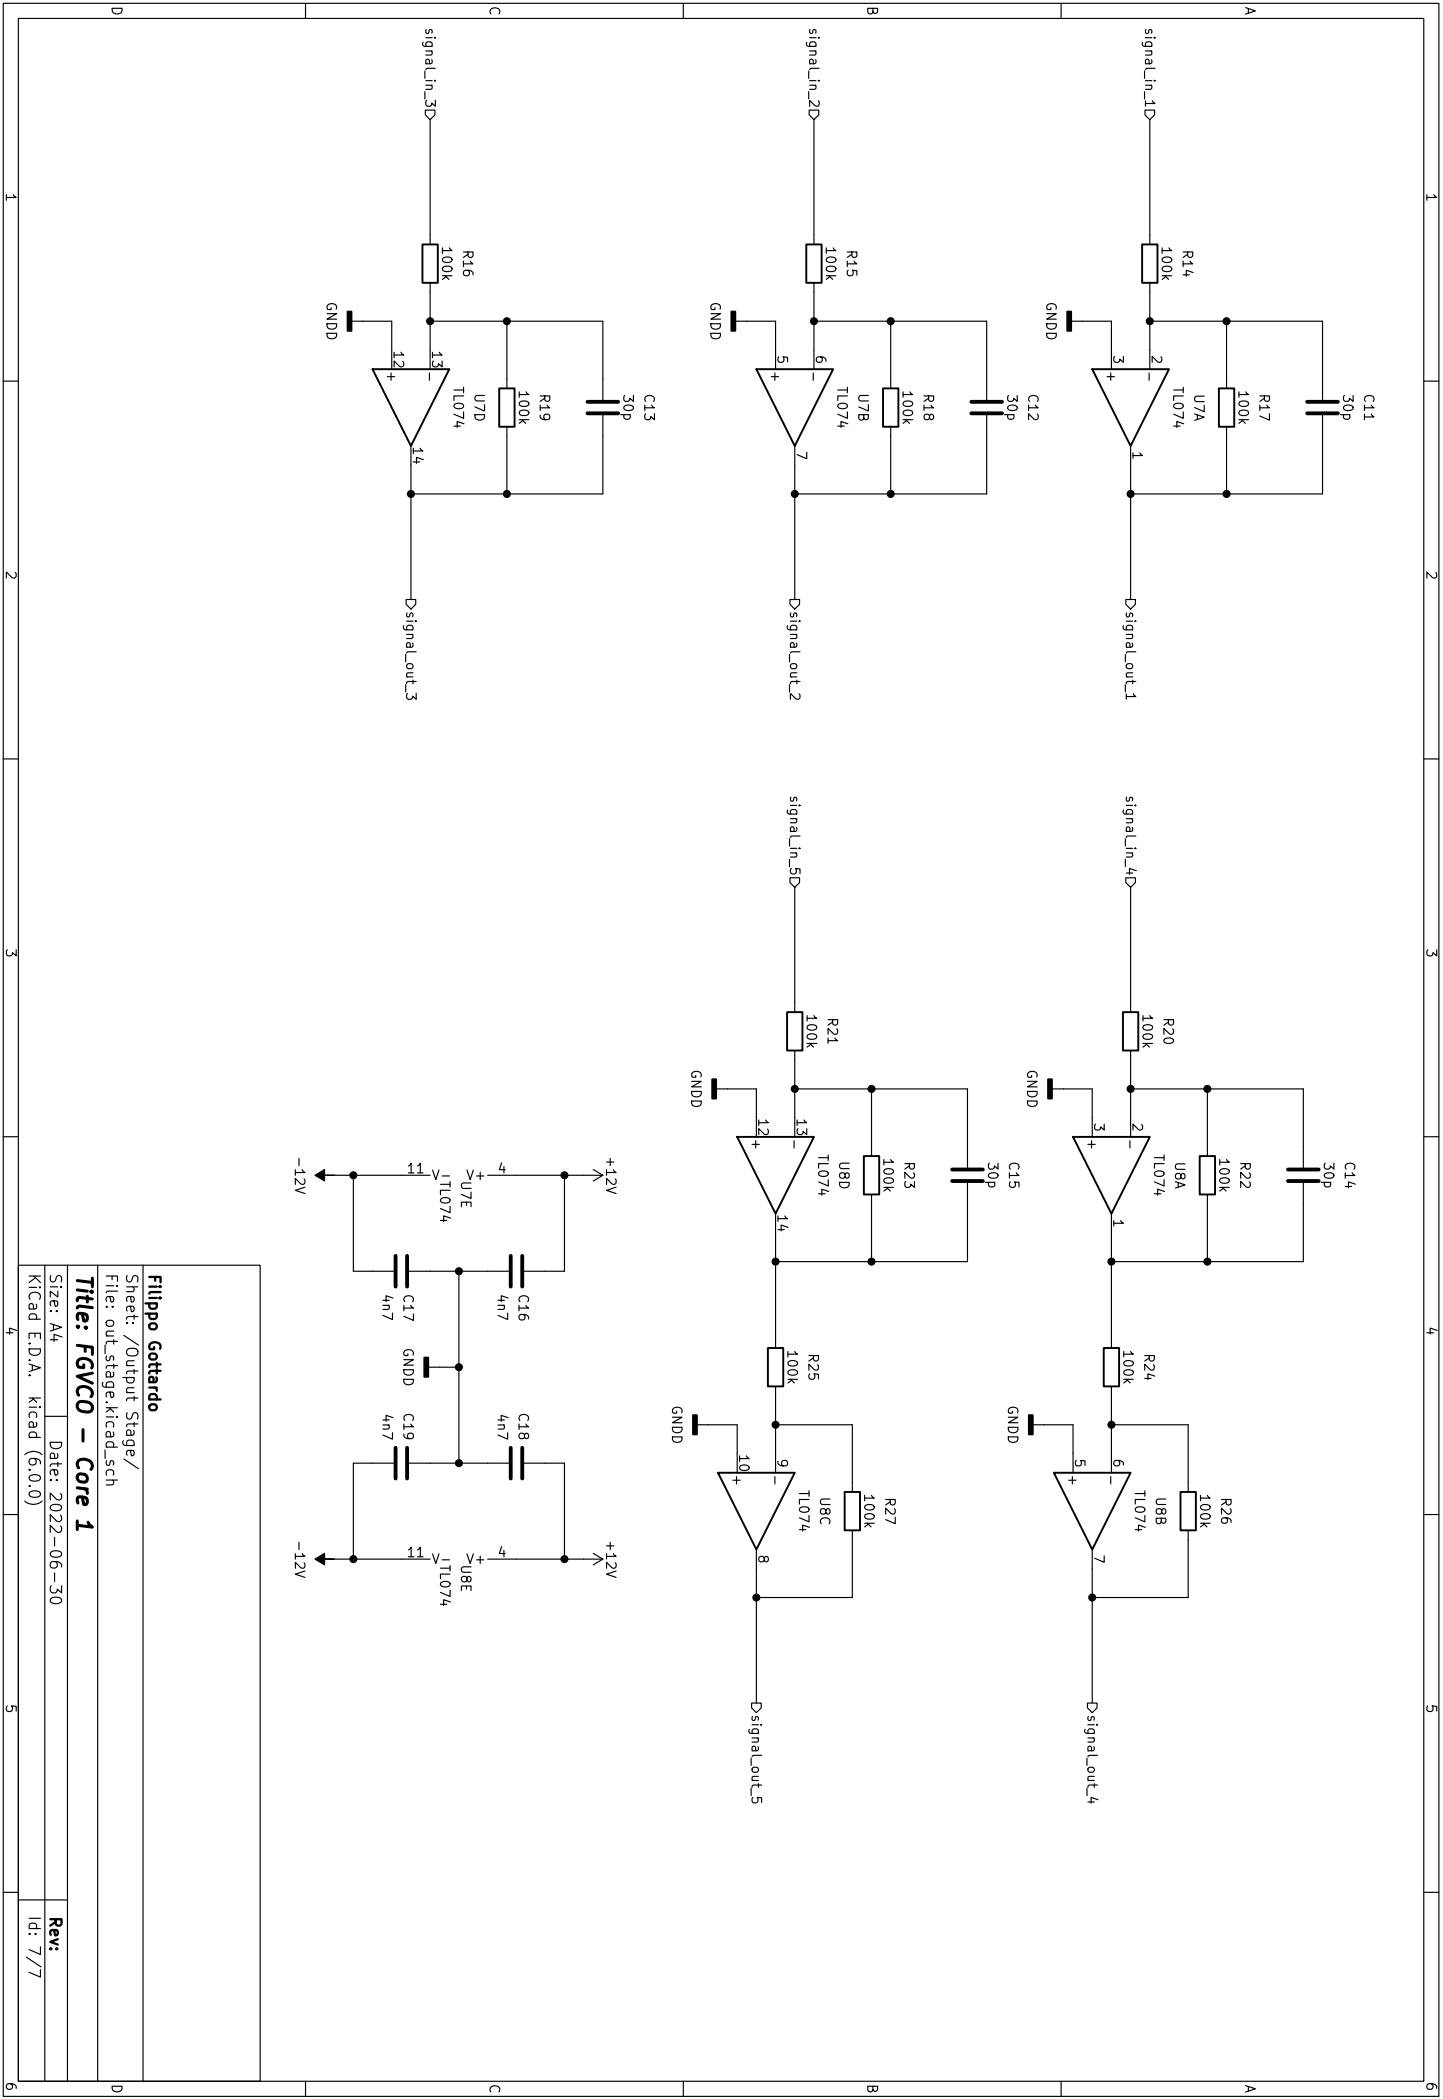 1
2
3
4
5
6
A
signal_in_1
R14
100k
GNDD
C11
30p
R17
100k
U7A
TL074
2
3
-
+
1
signal_out_1
signal_in_4
R20
100k
GNDD
C14
30p
R22
100k
U8A
TL074
2
3
-
+
1
R24
100k
GNDD
R26
100k
U8B
TL074
6
5
-
+
7
signal_out_4
A
B
signal_in_2
R15
100k
GNDD
C12
30p
R18
100k
U7B
TL074
6
5
-
+
7
signal_out_2
signal_in_5
R21
100k
GNDD
C15
30p
R23
100k
U8D
TL074
13
12
-
+
14
R25
100k
GNDD
R27
100k
U8C
TL074
9
10
-
+
8
signal_out_5
B
C
signal_in_3
R16
100k
GNDD
C13
30p
R19
100k
U7D
TL074
13
12
-
+
14
signal_out_3
+12V
4
V+
U7E
TL074
V-
11
-12V
C16
4n7
C17
4n7
GNDD
C18
4n7
C19
4n7
+12V
4
V+
U8E
TL074
V-
11
-12V
C
D
Filippo Gottardo
Sheet: /Output Stage/
File: out_stage.kicad_sch
Title: FGVCO - Core 1
Size: A4 Date: 2022-06-30 Rev:
KiCad E.D.A. kicad (6.0.0) Id: 7/7
D
1
2
3
4
5
6